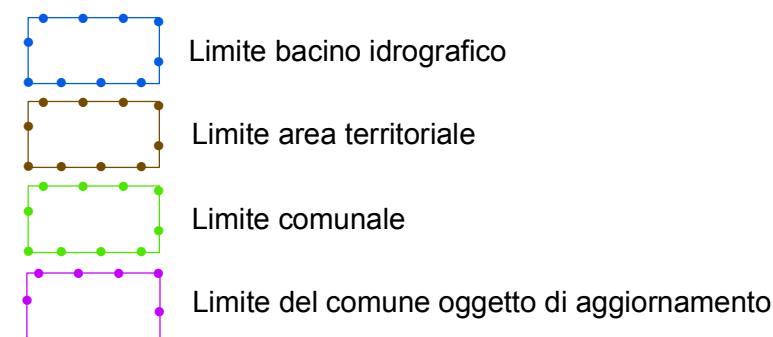 Limite bacino idrografico
Limite area territoriale
Limite comunale
Limite del comune oggetto di aggiornamento